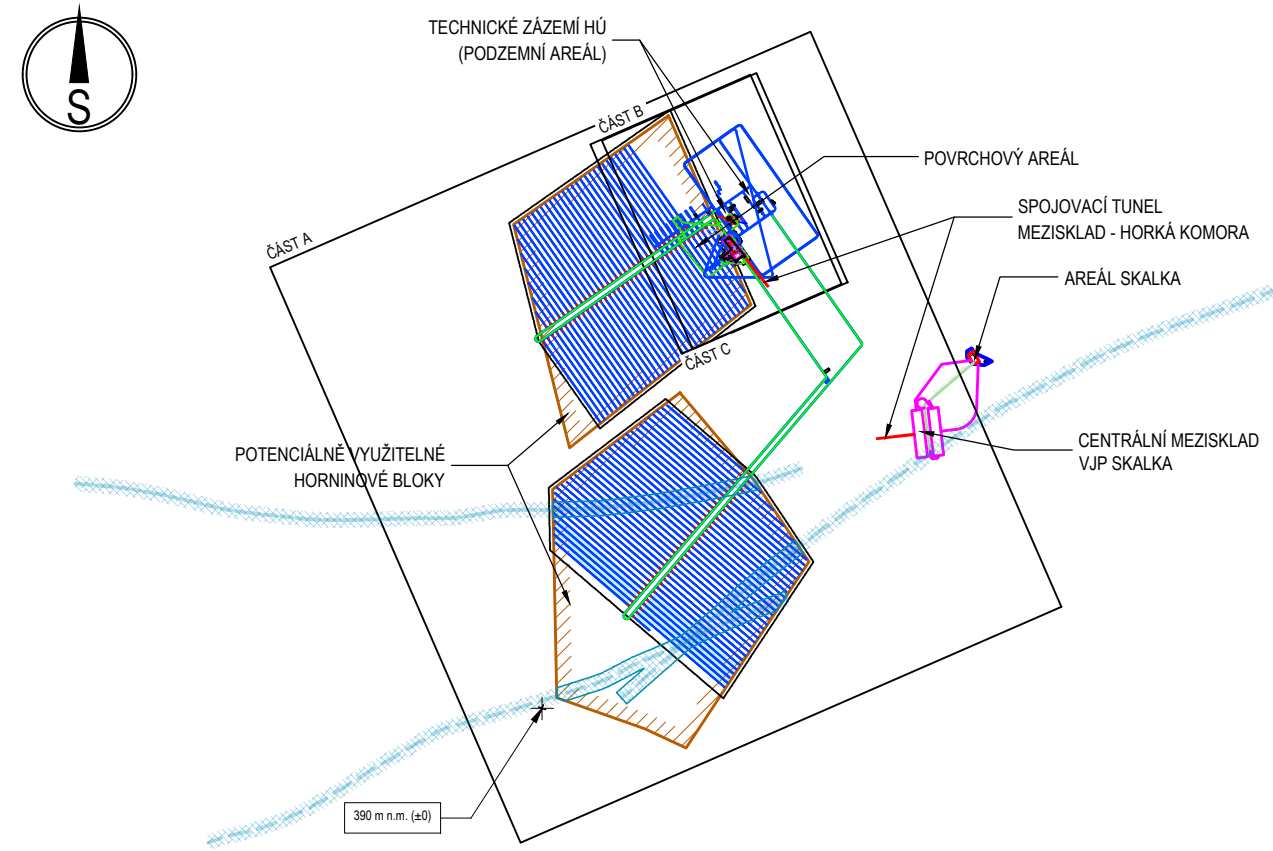 TECHNICKÉ ZÁZEMÍ HÚ
(PODZEMNÍ AREÁL)
S
ČÁST B
POVRCHOVÝ AREÁL
SPOJOVACÍ TUNEL
MEZISKLAD - HORKÁ KOMORA
ČÁST A
AREÁL SKALKA
ČÁST C
POTENCIÁLNĚ VYUŽITELNÉ
HORNINOVÉ BLOKY
CENTRÁLNÍ MEZISKLAD
VJP SKALKA
390 m n.m. (±0)